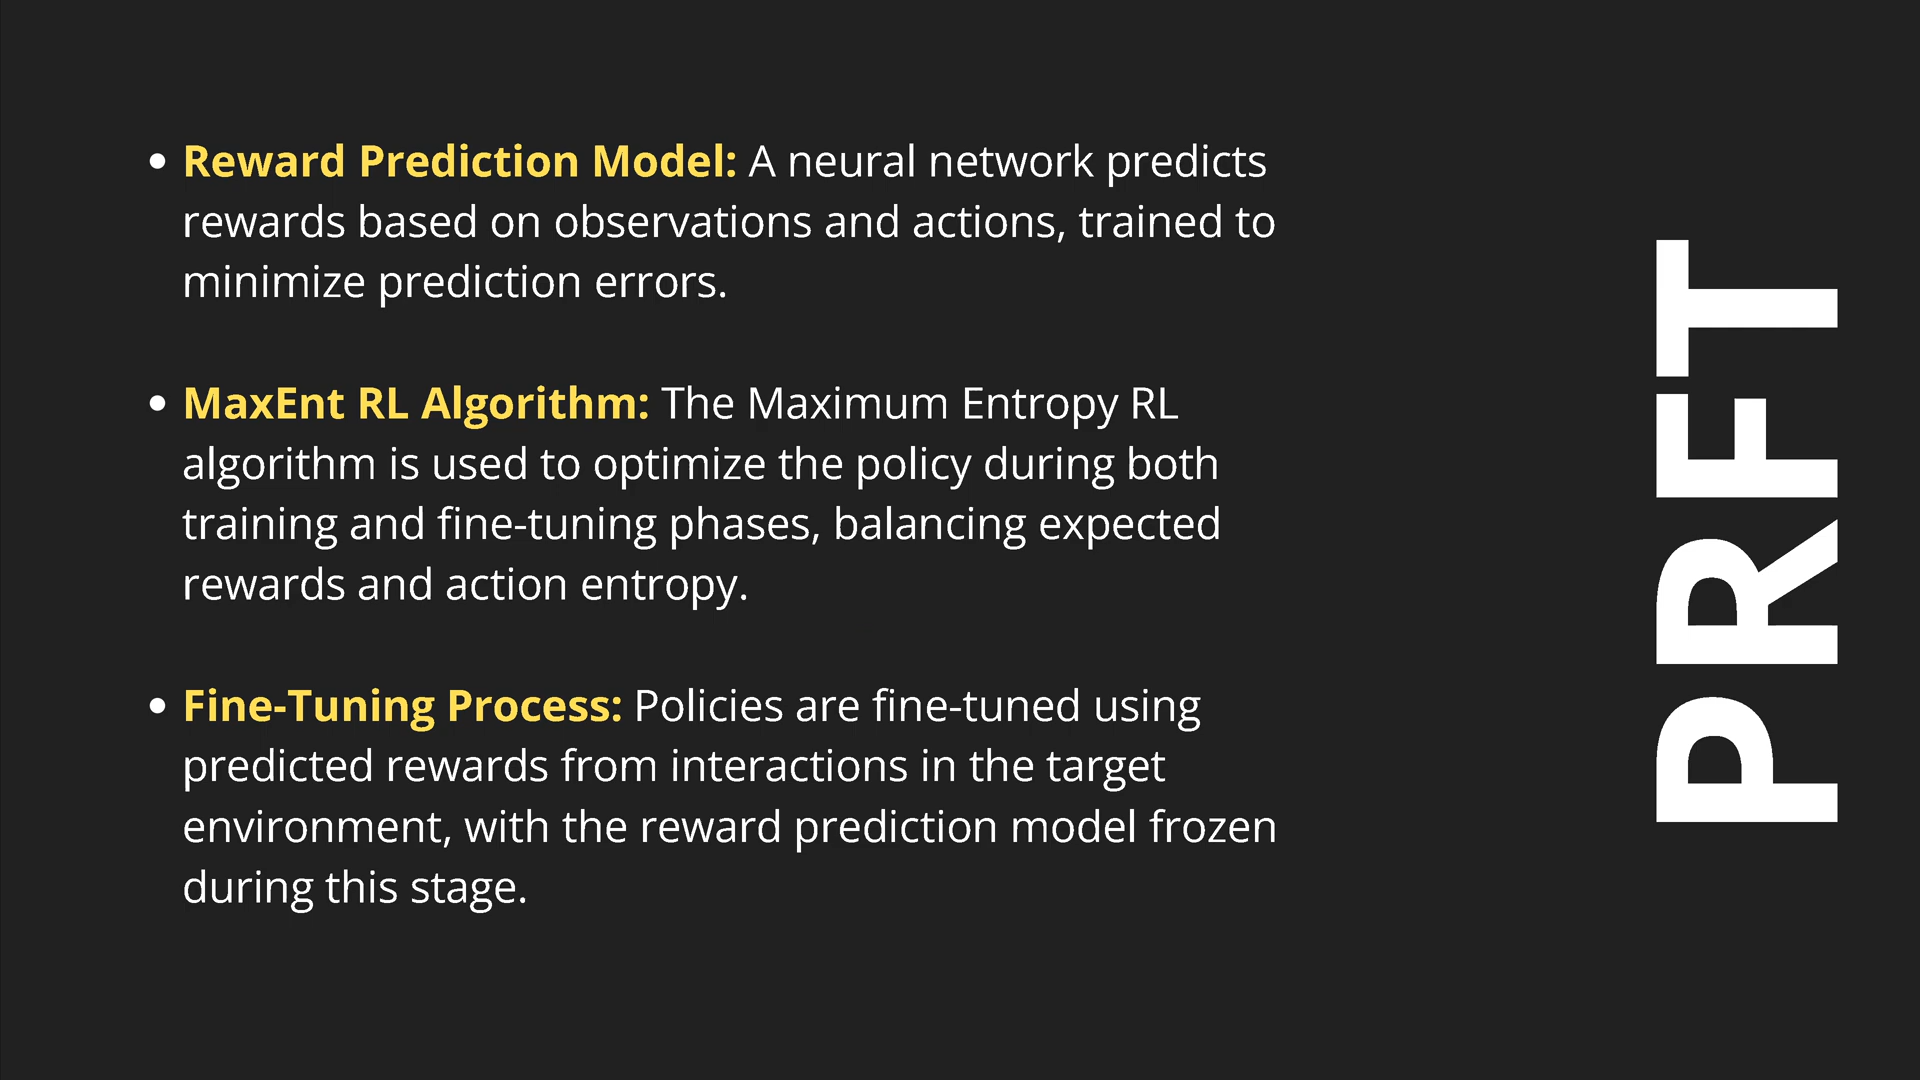 • Reward Prediction Model: A neural network predicts
rewards based on observations and actions, trained to
minimize prediction errors.
• MaxEnt RL Algorithm: The Maximum Entropy RL
algorithm is used to optimize the policy during both
training and fine-tuning phases, balancing expected
rewards and action entropy.
• Fine-Tuning Process: Policies are fine-tuned using
predicted rewards from interactions in the target
environment, with the reward prediction model frozen
during this stage.
PRFT